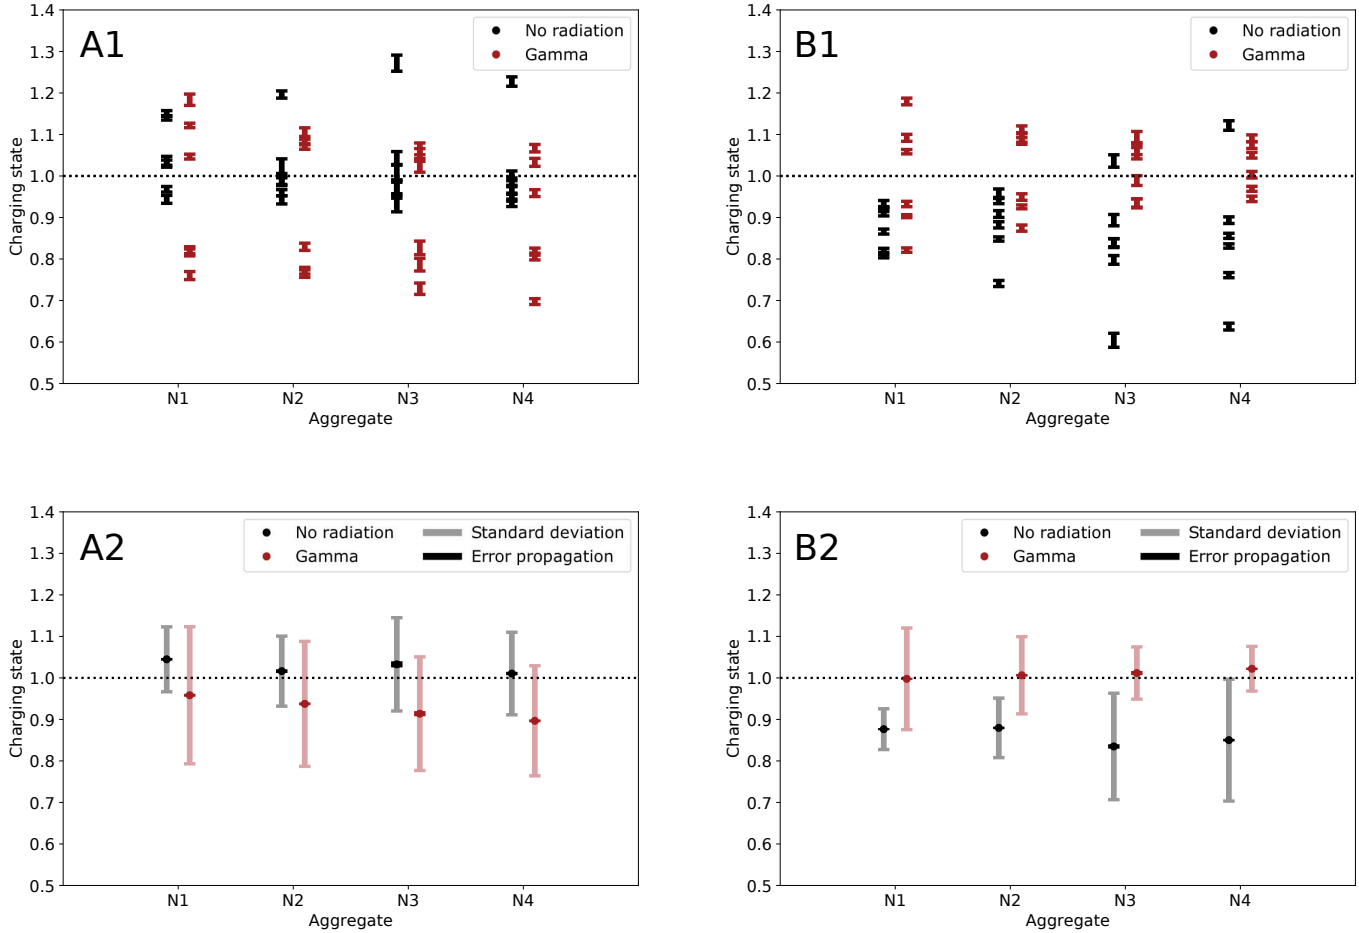 A1
No radiation
Gamma
1.4
1.3
1.2
1.1
1.0
0.9
0.8
0.7
0.6
0.5
Charging state
N1 N2 N3 N4
Aggregate
B1
No radiation
Gamma
1.4
1.3
1.2
1.1
1.0
0.9
0.8
0.7
0.6
0.5
Charging state
N1 N2 N3 N4
Aggregate
A2
No radiation Standard deviation
Gamma Error propagation
1.4
1.3
1.2
1.1
1.0
0.9
0.8
0.7
0.6
0.5
Charging state
N1 N2 N3 N4
Aggregate
B2
No radiation Standard deviation
Gamma Error propagation
1.4
1.3
1.2
1.1
1.0
0.9
0.8
0.7
0.6
0.5
Charging state
N1 N2 N3 N4
Aggregate